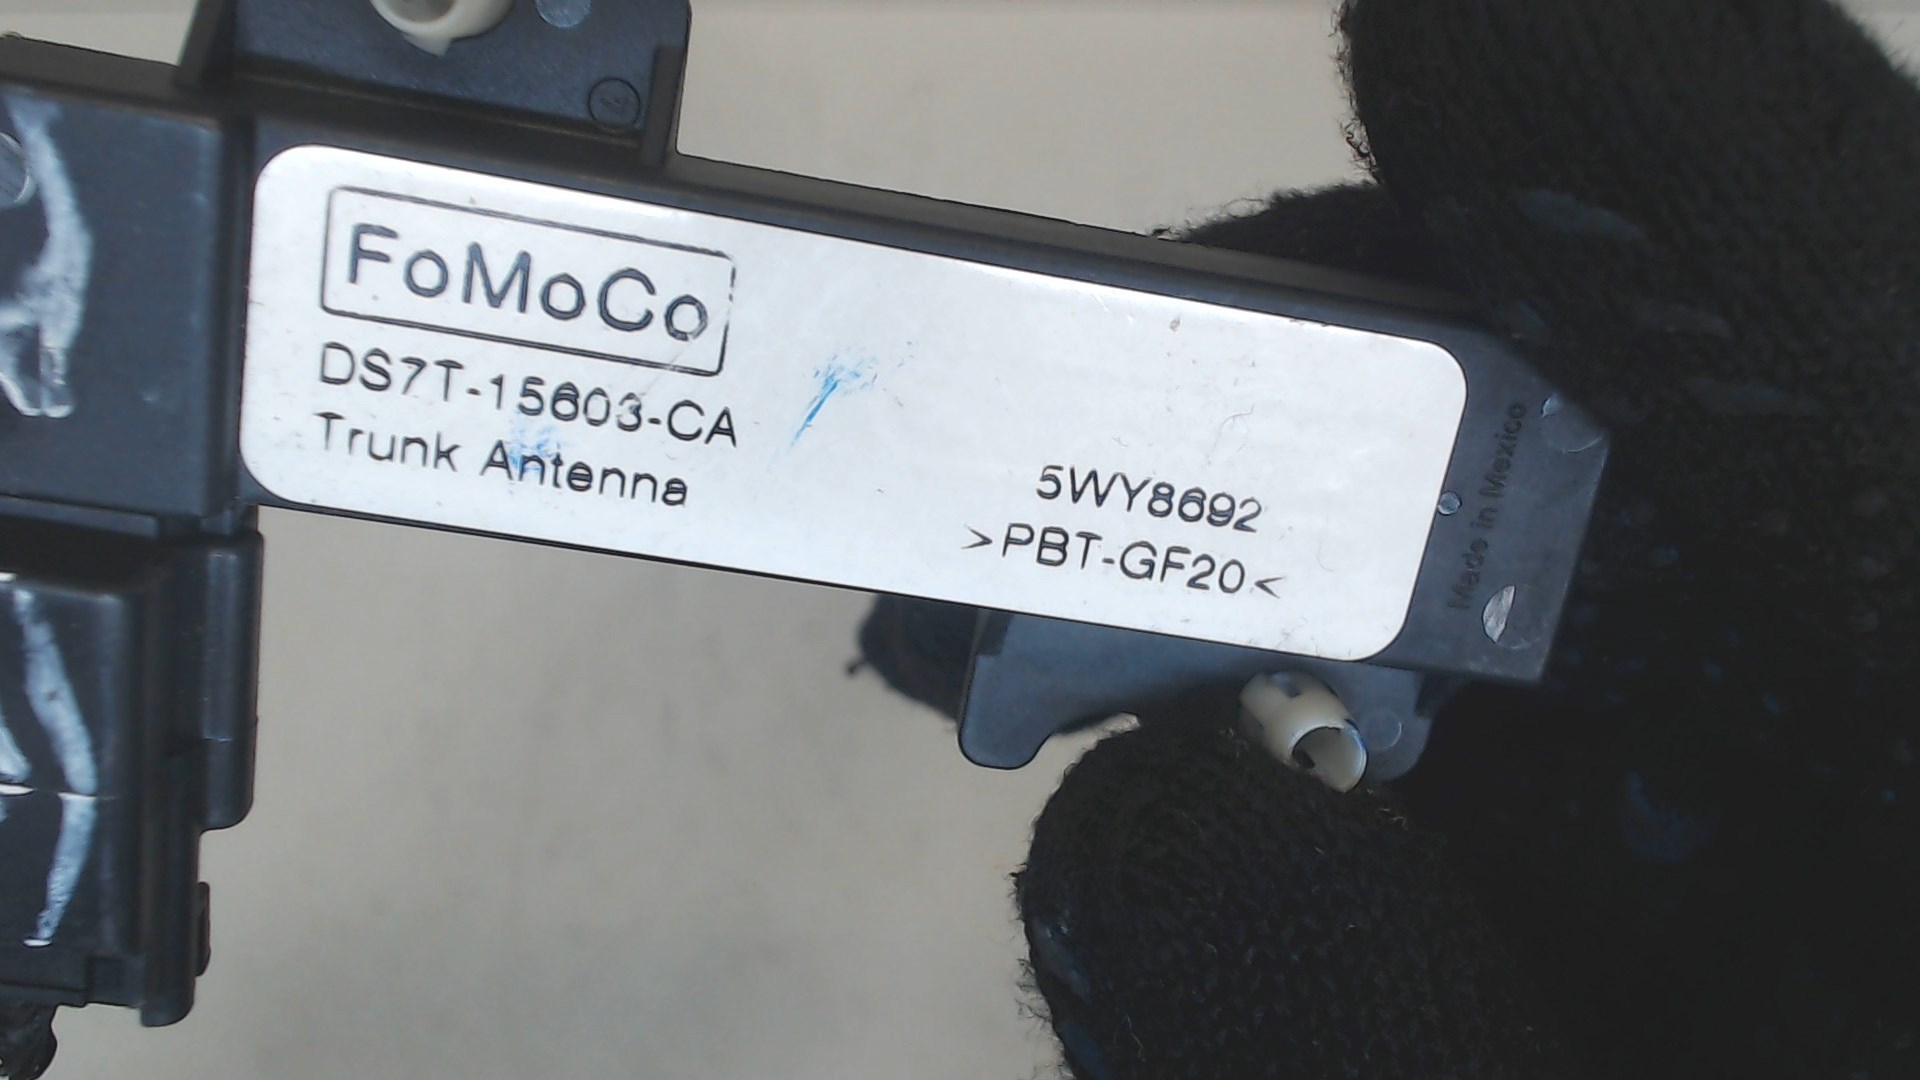 FoMoCo
DS7T-15603-CA
Trunk Antenna
5WY8692
>PBT-GF20<
Made in Mexico